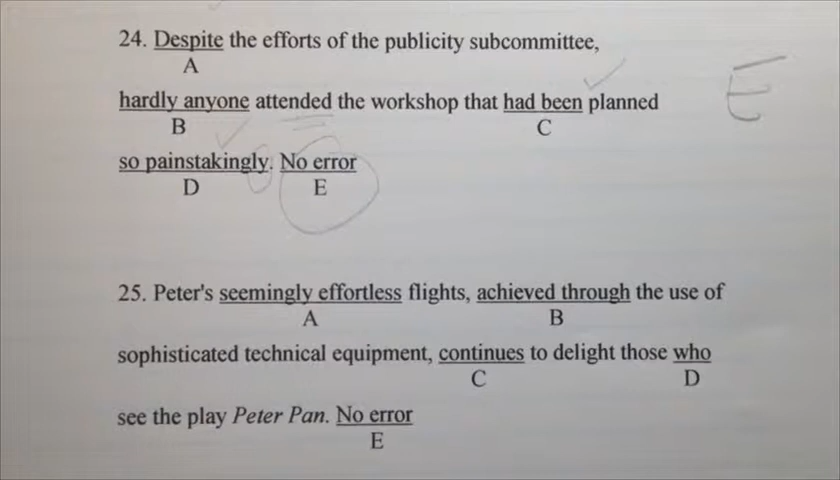 24. Despite the efforts of the publicity subcommittee,
A
hardly anyone attended the workshop that had been planned
B C
so painstakingly. No error
D E
E
25. Peter's seemingly effortless flights, achieved through the use of
A B
sophisticated technical equipment, continues to delight those who
C D
see the play Peter Pan. No error
E